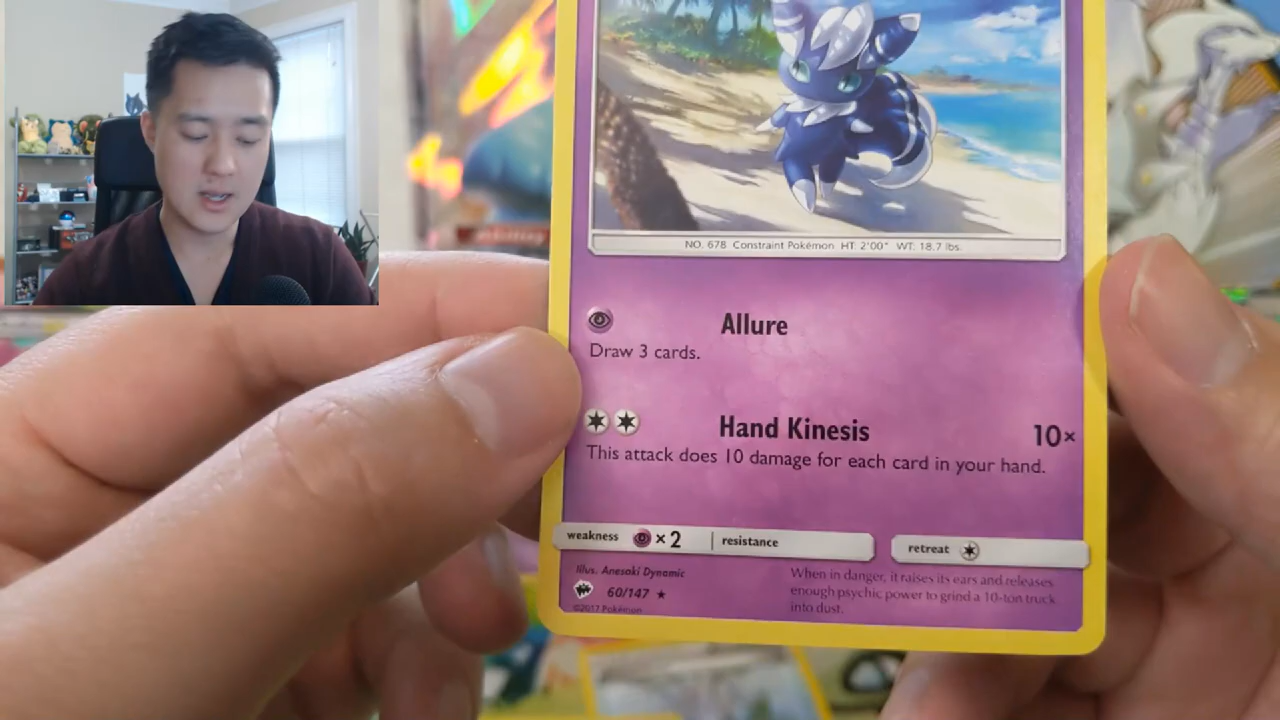 NO. 678 Constraint Pokémon HT: 2'00" WT: 18.7 lbs.
Allure
Draw 3 cards.
Hand Kinesis 10×
This attack does 10 damage for each card in your hand.
weakness ×2 resistance retreat
Illus. Anesaki Dynamic
60/147 ★
©2017 Pokémon
When in danger, it raises its ears and releases
enough psychic power to grind a 10-ton truck
into dust.